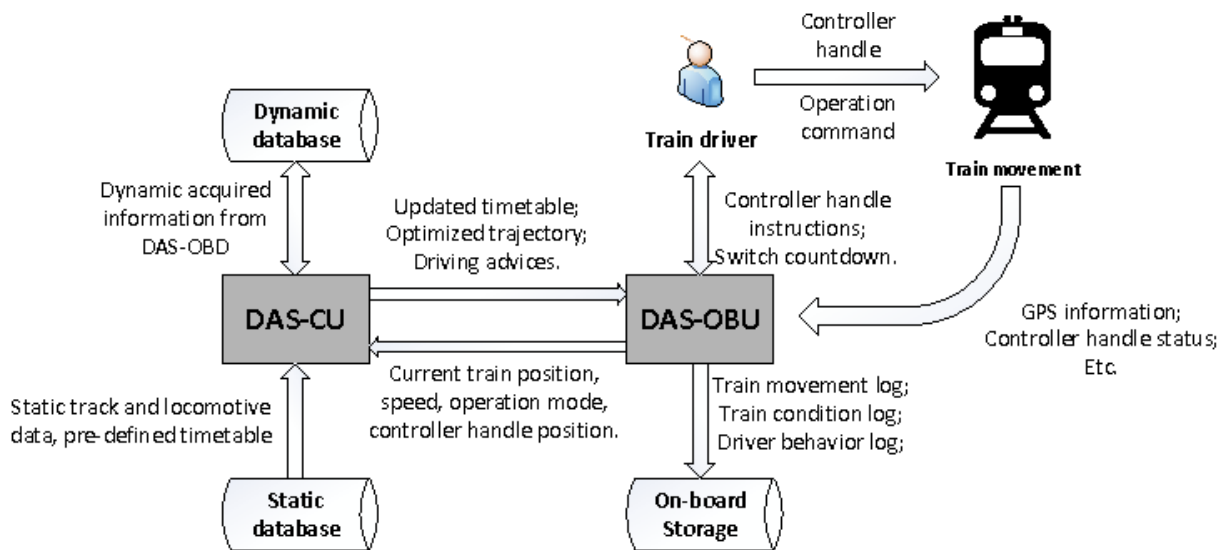 Controller
handle
Operation
command
Train driver
Train movement
Dynamic
database
Dynamic acquired
information from
DAS-OBD
Updated timetable;
Optimized trajectory;
Driving advices.
Controller handle
instructions;
Switch countdown.
GPS information;
Controller handle status;
Etc.
DAS-CU
DAS-OBU
Current train position,
speed, operation mode,
controller handle position.
Static track and locomotive
data, pre-defined timetable
Train movement log;
Train condition log;
Driver behavior log;
Static
database
On-board
Storage